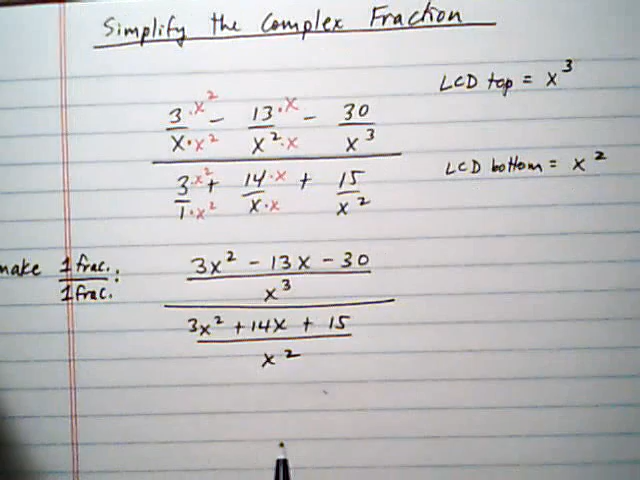 Simplify the Complex Fraction
LCD top = x³
3·x² / x·x² - 13·x / x²·x - 30 / x³
LCD bottom = x²
3·x² / 1·x² + 14·x / x·x + 15 / x²
make 1 frac. / 1 frac. :
3x² - 13x - 30
x³
3x² + 14x + 15
x²